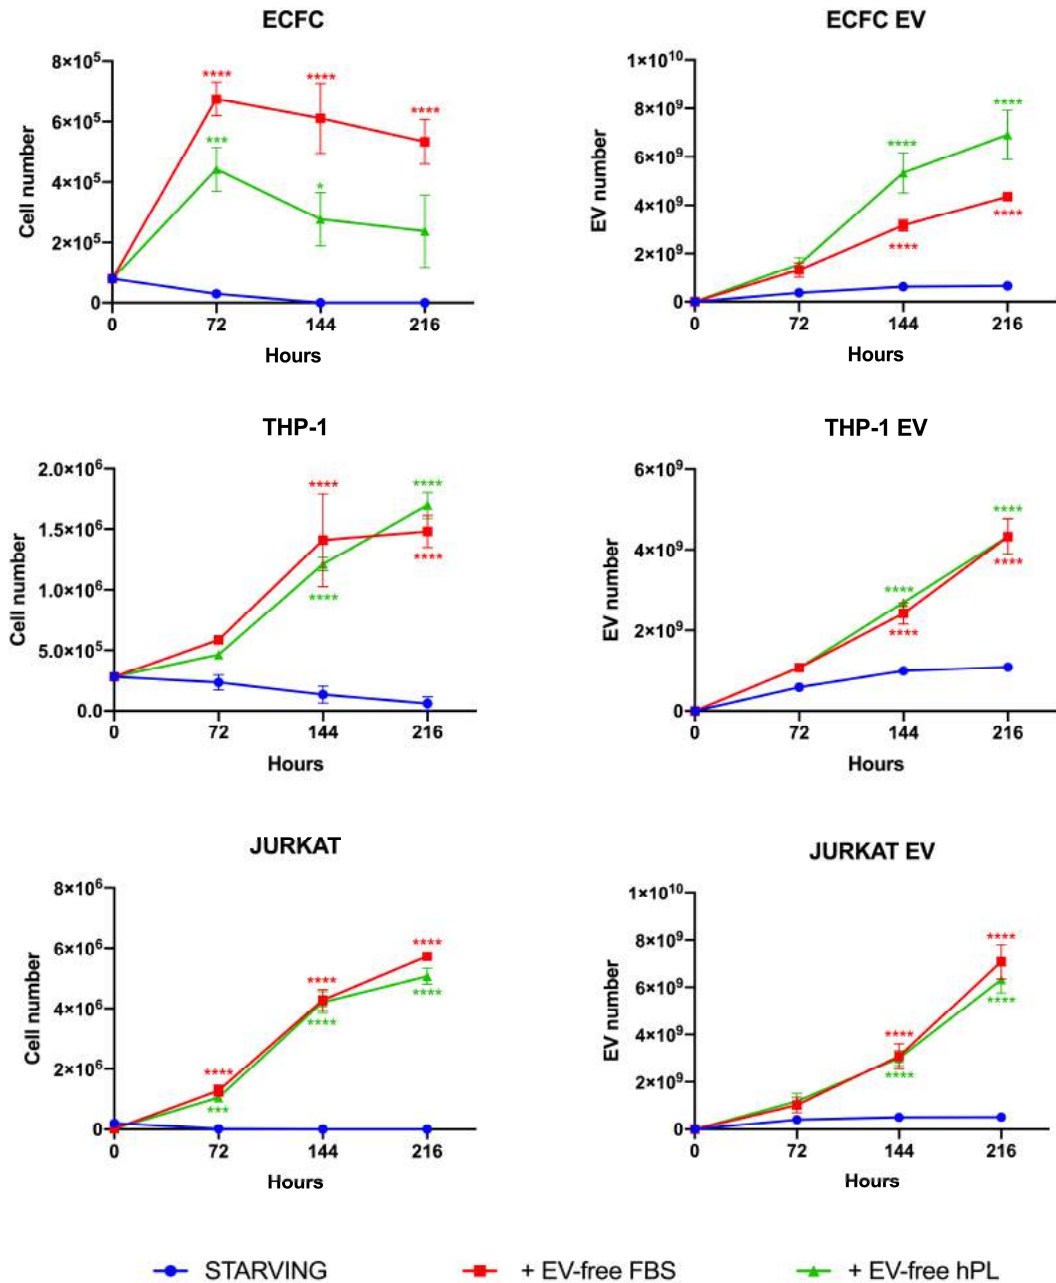 ECFC
Cell number
8×10⁵
6×10⁵
4×10⁵
2×10⁵
0
****
****
****
***
*
0 72 144 216
Hours
ECFC EV
EV number
1×10¹⁰
8×10⁹
6×10⁹
4×10⁹
2×10⁹
0
****
****
****
****
0 72 144 216
Hours
THP-1
Cell number
2.0×10⁶
1.5×10⁶
1.0×10⁶
5.0×10⁵
0.0
****
****
****
****
0 72 144 216
Hours
THP-1 EV
EV number
6×10⁹
4×10⁹
2×10⁹
0
****
****
****
****
0 72 144 216
Hours
JURKAT
Cell number
8×10⁶
6×10⁶
4×10⁶
2×10⁶
0
****
****
****
****
****
***
0 72 144 216
Hours
JURKAT EV
EV number
1×10¹⁰
8×10⁹
6×10⁹
4×10⁹
2×10⁹
0
****
****
****
****
0 72 144 216
Hours
STARVING + EV-free FBS + EV-free hPL